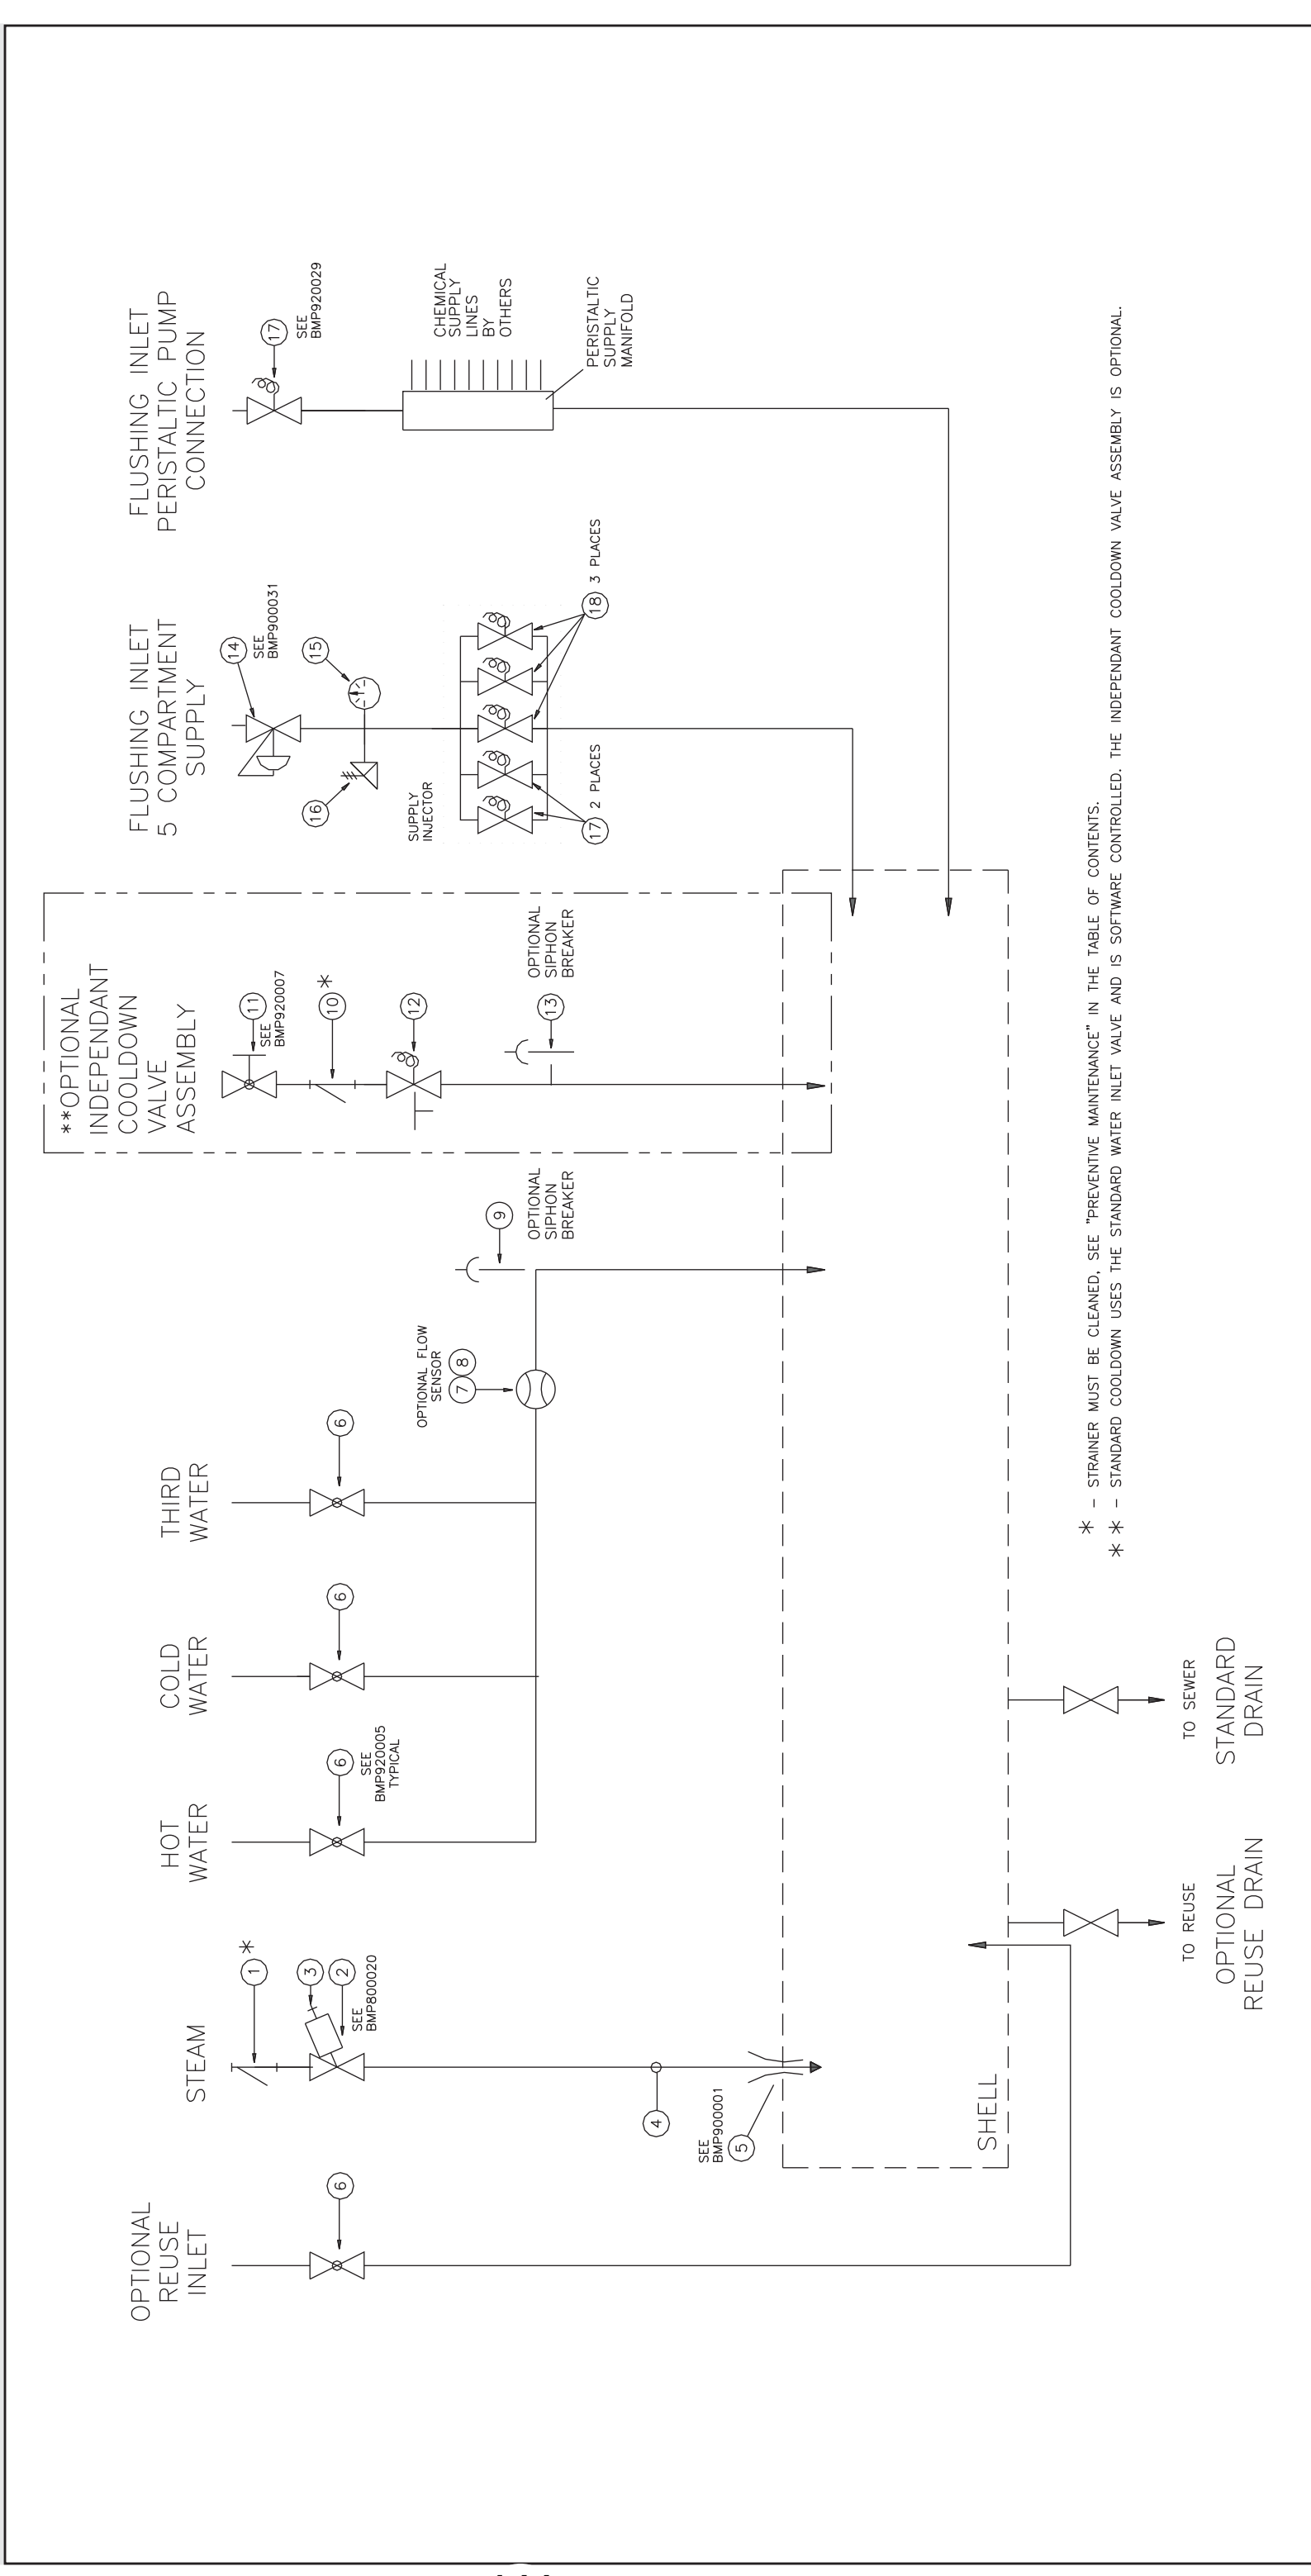 OPTIONAL
REUSE
INLET
6
STEAM
1
*
3
2
SEE
BMP800020
4
SEE
BMP900001
5
SHELL
HOT
WATER
6
SEE
BMP920005
TYPICAL
COLD
WATER
6
THIRD
WATER
6
OPTIONAL FLOW
SENSOR
7
8
9
OPTIONAL
SIPHON
BREAKER
**OPTIONAL
INDEPENDANT
COOLDOWN
VALVE
ASSEMBLY
11
SEE
BMP920007
10
*
12
13
OPTIONAL
SIPHON
BREAKER
FLUSHING INLET
5 COMPARTMENT
SUPPLY
14
SEE
BMP900031
15
16
SUPPLY
INJECTOR
17 2 PLACES
18 3 PLACES
FLUSHING INLET
PERISTALTIC PUMP
CONNECTION
17
SEE
BMP920029
CHEMICAL
SUPPLY
LINES
BY
OTHERS
PERISTALTIC
SUPPLY
MANIFOLD
TO REUSE
OPTIONAL
REUSE DRAIN
TO SEWER
STANDARD
DRAIN
* – STRAINER MUST BE CLEANED, SEE "PREVENTIVE MAINTENANCE" IN THE TABLE OF CONTENTS.
* * – STANDARD COOLDOWN USES THE STANDARD WATER INLET VALVE AND IS SOFTWARE CONTROLLED. THE INDEPENDANT COOLDOWN VALVE ASSEMBLY IS OPTIONAL.